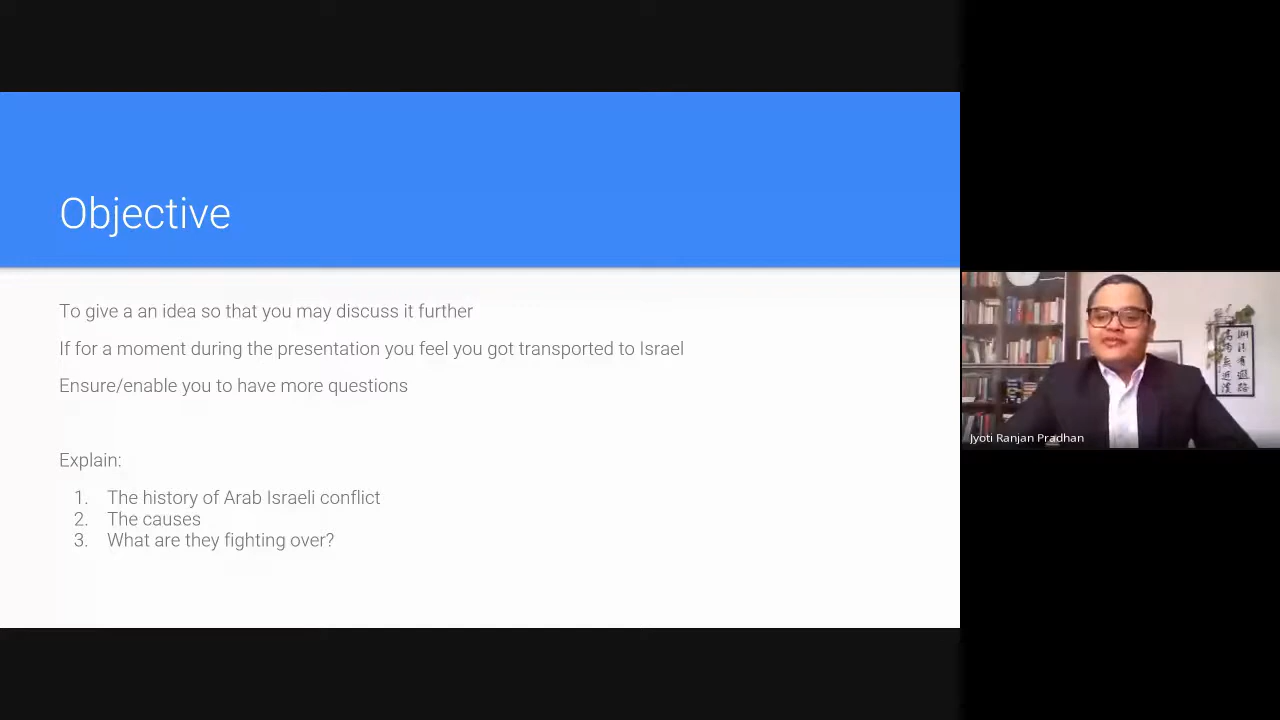 Objective
To give a an idea so that you may discuss it further
If for a moment during the presentation you feel you got transported to Israel
Ensure/enable you to have more questions
Explain:
1. The history of Arab Israeli conflict
2. The causes
3. What are they fighting over?
Jyoti Ranjan Pradhan